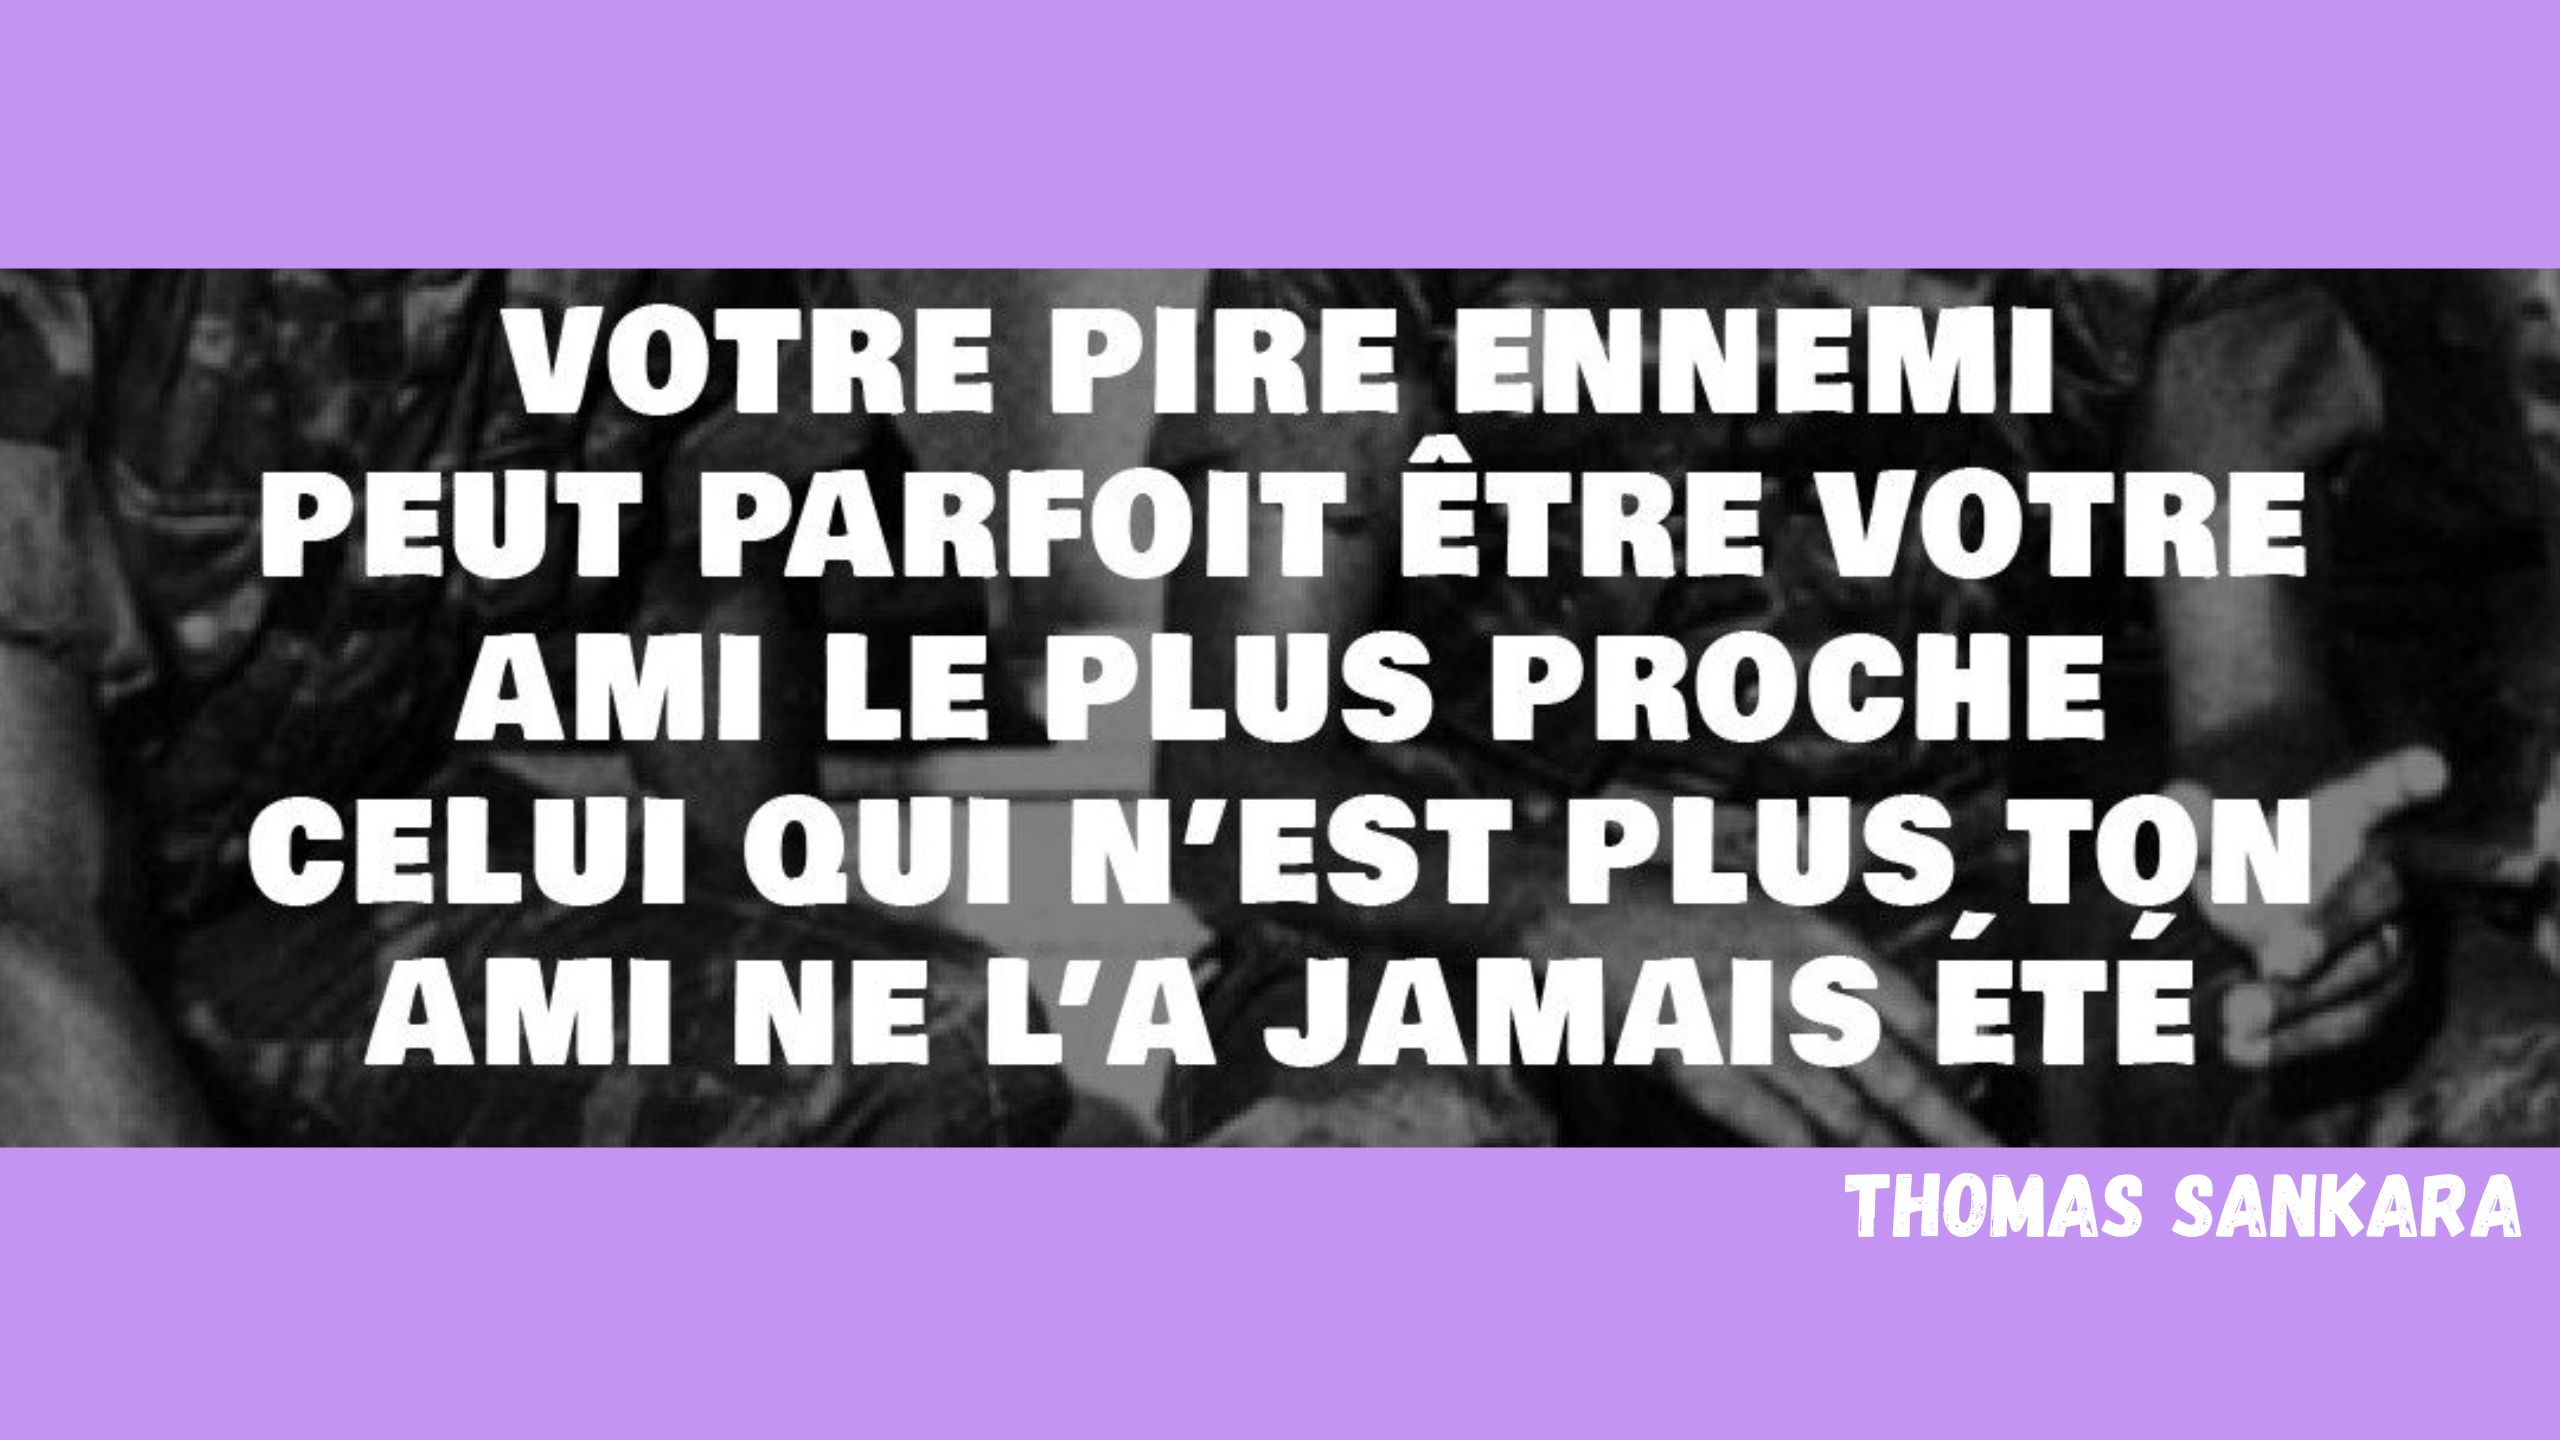 VOTRE PIRE ENNEMI
PEUT PARFOIT ÊTRE VOTRE
AMI LE PLUS PROCHE
CELUI QUI N'EST PLUS TON
AMI NE L'A JAMAIS ÉTÉ
THOMAS SANKARA